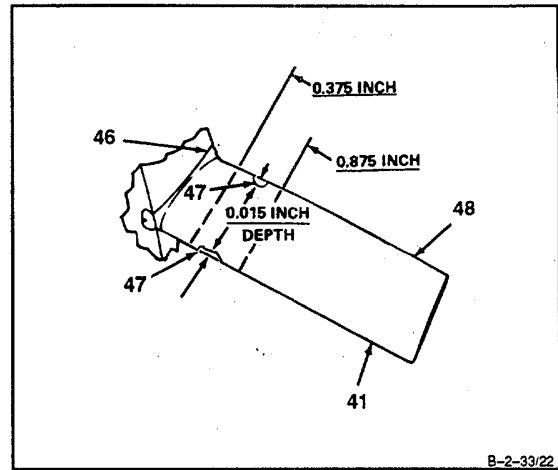 0.375 INCH
46
0.875 INCH
47
0.015 INCH
DEPTH
48
47
41
B-2-33/22